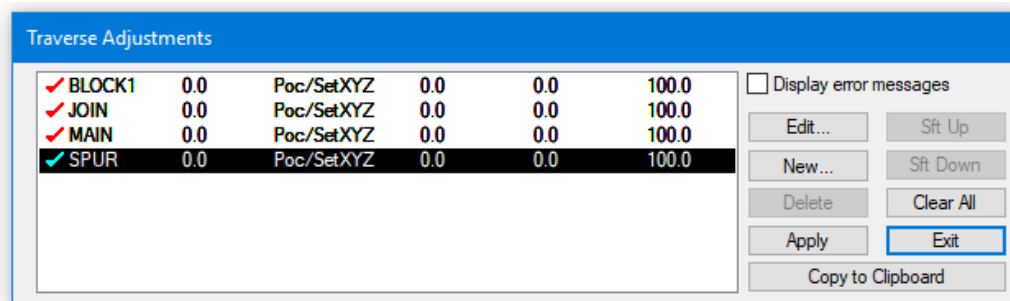 Traverse Adjustments
BLOCK1 0.0 Poc/SetXYZ 0.0 0.0 100.0
JOIN 0.0 Poc/SetXYZ 0.0 0.0 100.0
MAIN 0.0 Poc/SetXYZ 0.0 0.0 100.0
SPUR 0.0 Poc/SetXYZ 0.0 0.0 100.0
Display error messages
Edit... Sft Up
New... Sft Down
Delete Clear All
Apply Exit
Copy to Clipboard